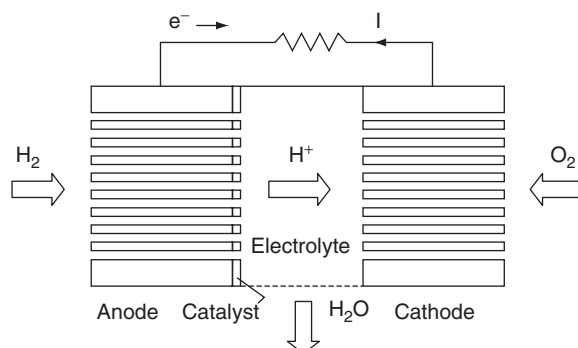 e⁻ I
H₂ H⁺ O₂
Electrolyte
Anode Catalyst H₂O Cathode